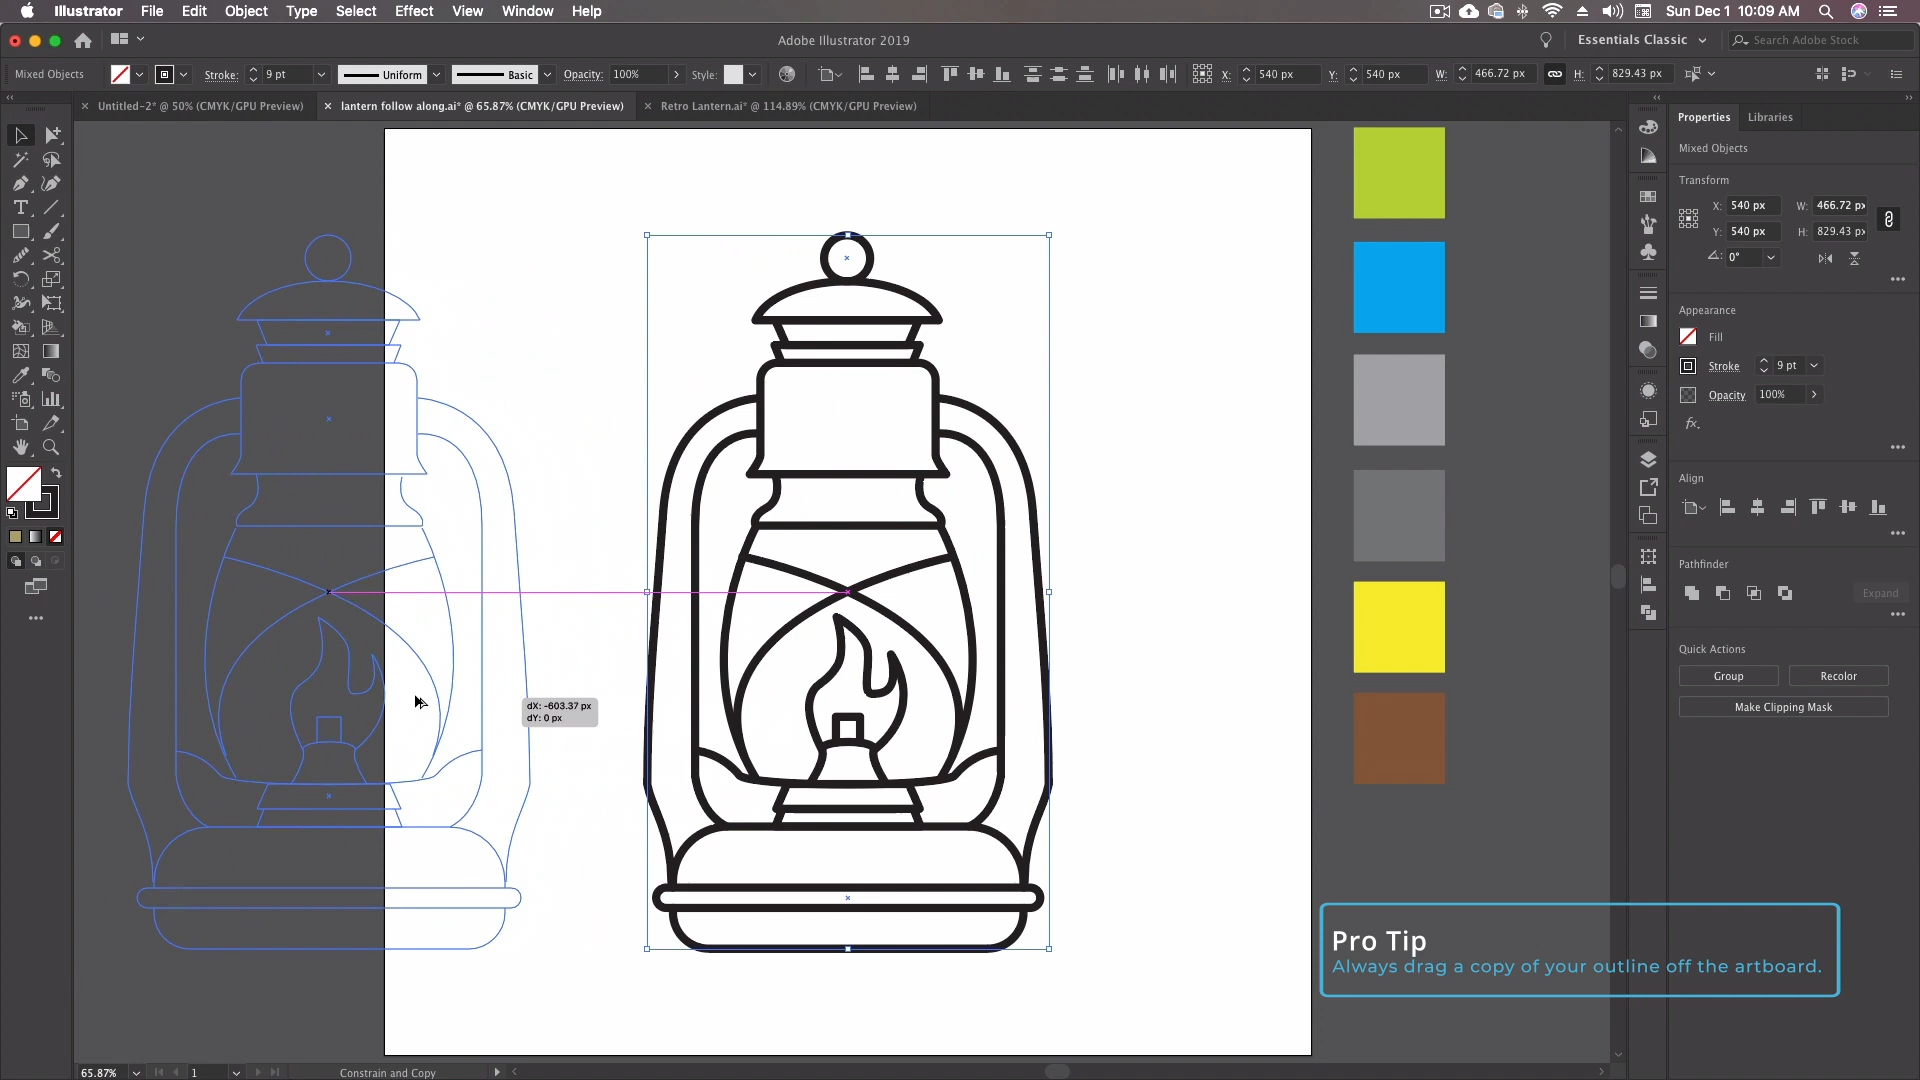 Illustrator File Edit Object Type Select Effect View Window Help
Sun Dec 1 10:09 AM
Adobe Illustrator 2019
Essentials Classic
Search Adobe Stock
Mixed Objects Stroke: 9 pt Uniform Basic Opacity: 100% Style: X: 540 px Y: 540 px W: 466.72 px H: 829.43 px
× Untitled-2* @ 50% (CMYK/GPU Preview) × lantern follow along.ai* @ 65.87% (CMYK/GPU Preview) × Retro Lantern.ai* @ 114.89% (CMYK/GPU Preview)
Properties Libraries
Mixed Objects
Transform
X: 540 px W: 466.72 px
Y: 540 px H: 829.43 px
0°
Appearance
Fill
Stroke 9 pt
Opacity 100%
fx.
Align
Pathfinder
Expand
Quick Actions
Group Recolor
Make Clipping Mask
dX: -603.37 px
dY: 0 px
Pro Tip
Always drag a copy of your outline off the artboard.
65.87% 1 Constrain and Copy